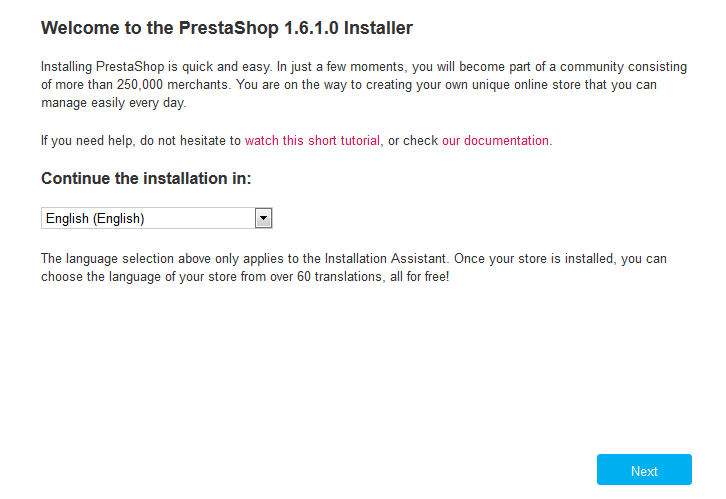 Welcome to the PrestaShop 1.6.1.0 Installer
Installing PrestaShop is quick and easy. In just a few moments, you will become part of a community consisting
of more than 250,000 merchants. You are on the way to creating your own unique online store that you can
manage easily every day.
If you need help, do not hesitate to watch this short tutorial, or check our documentation.
Continue the installation in:
English (English)
The language selection above only applies to the Installation Assistant. Once your store is installed, you can
choose the language of your store from over 60 translations, all for free!
Next